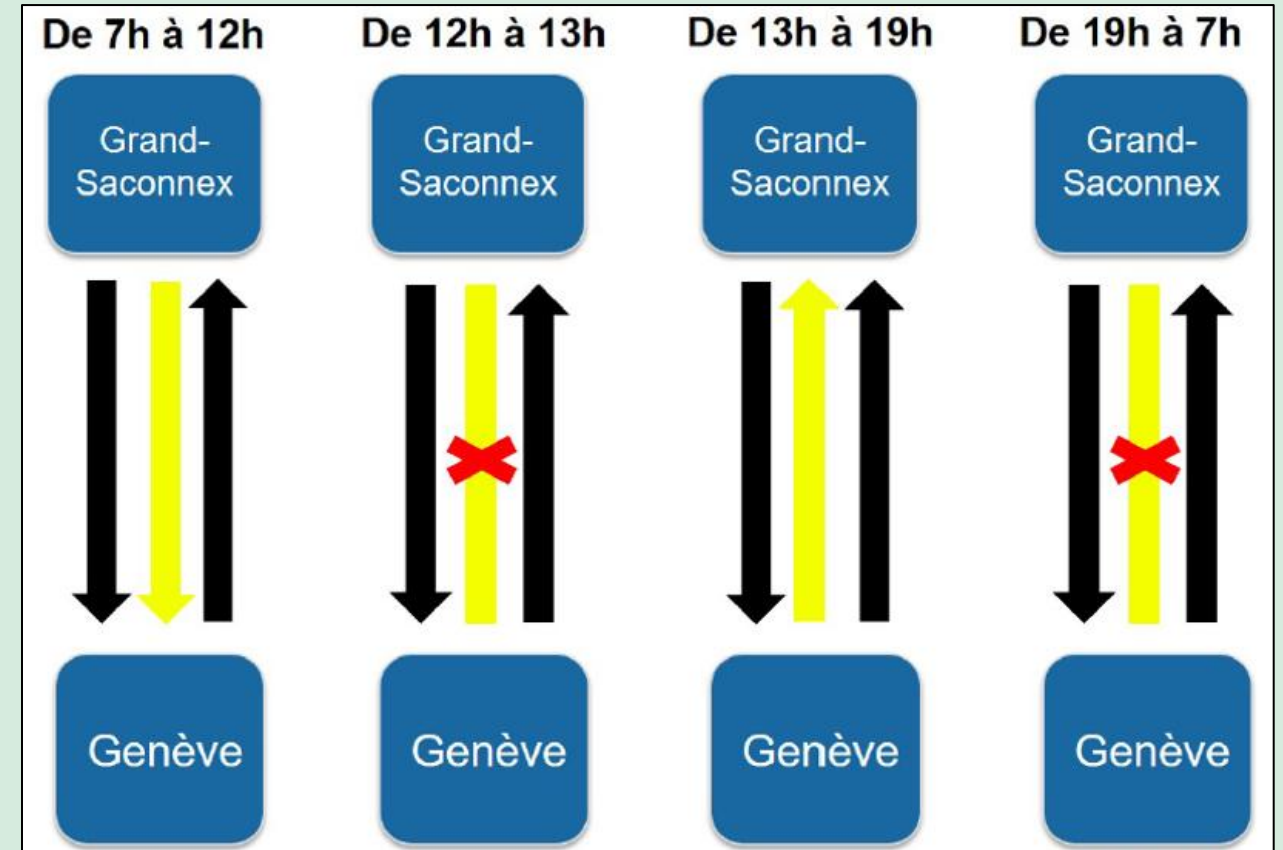 De 7h à 12h
De 12h à 13h
De 13h à 19h
De 19h à 7h
Grand-
Saconnex
Grand-
Saconnex
Grand-
Saconnex
Grand-
Saconnex
Genève
Genève
Genève
Genève